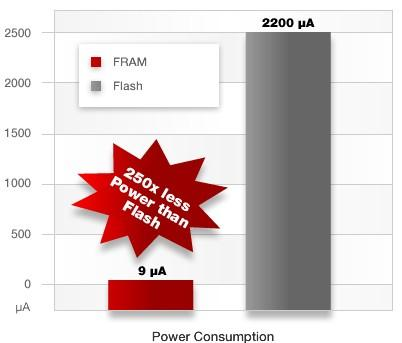 2500
2200 µA
FRAM
Flash
2000
1500
1000
250x less
Power than
Flash
500
9 µA
0
µA
Power Consumption